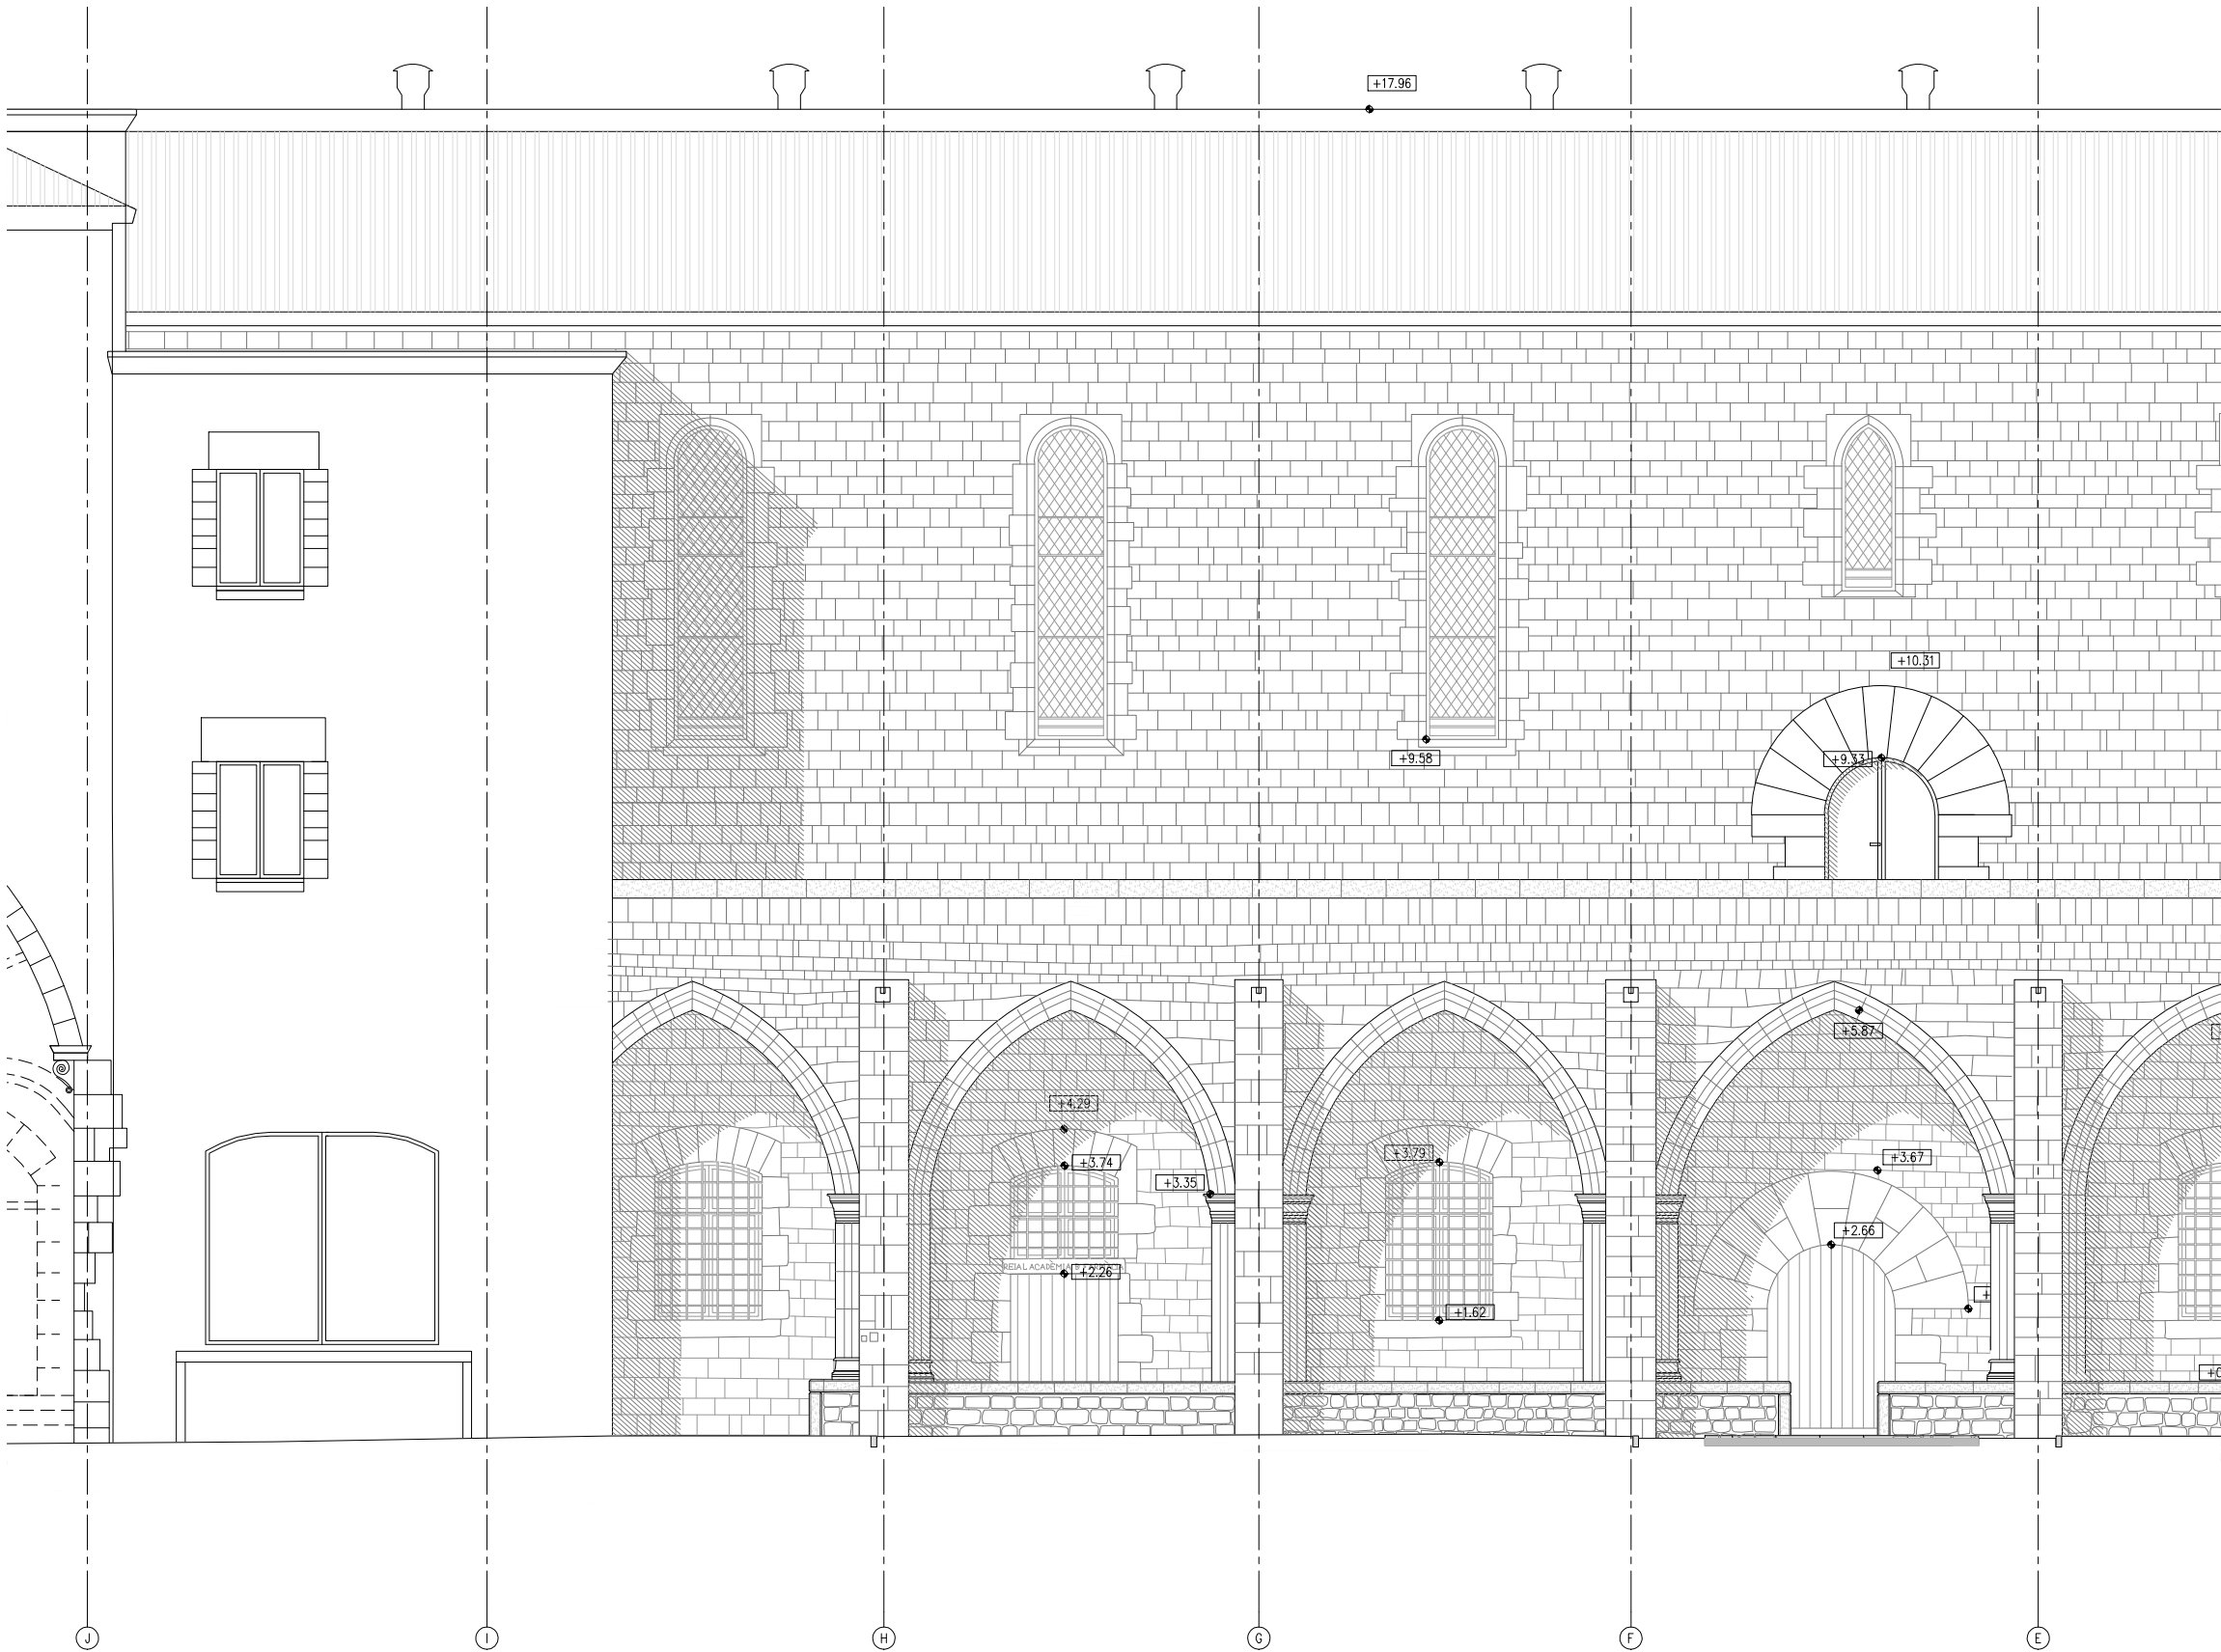 +17.96
+10.31
+9.58
+9.33
+5.87
+4.29
+3.74
+3.79
+3.67
+3.35
+2.66
REIAL ACADEMIA D
+2.26
+1.62
J
I
H
G
F
E